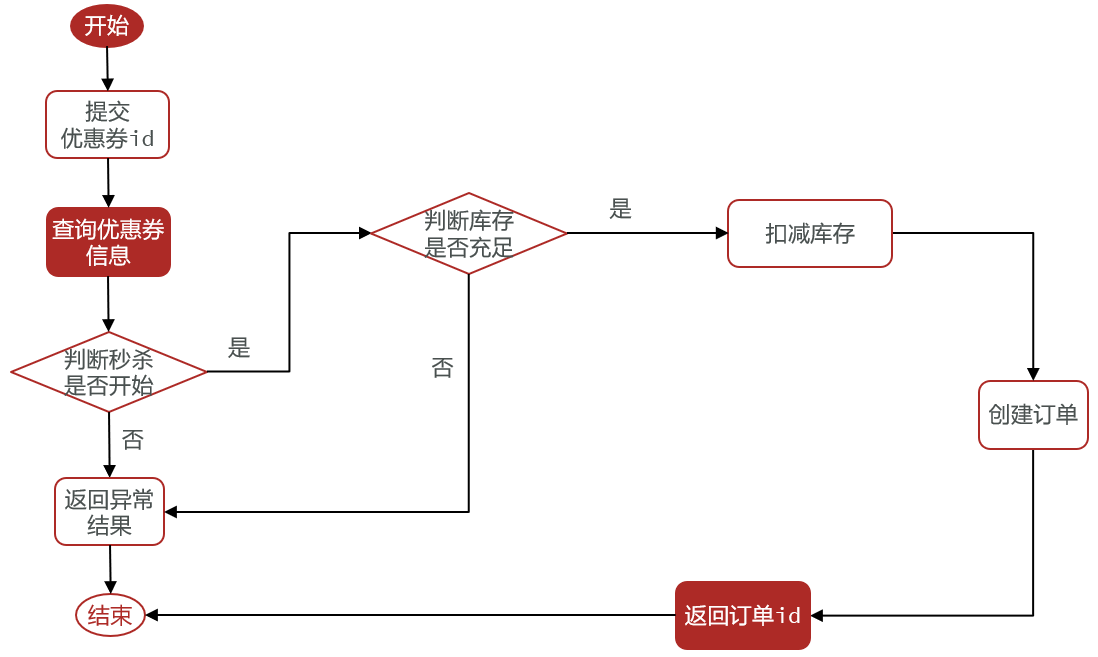 开始
提交
优惠券id
查询优惠券
信息
判断秒杀
是否开始
是
否
判断库存
是否充足
是
否
扣减库存
创建订单
返回异常
结果
返回订单id
结束